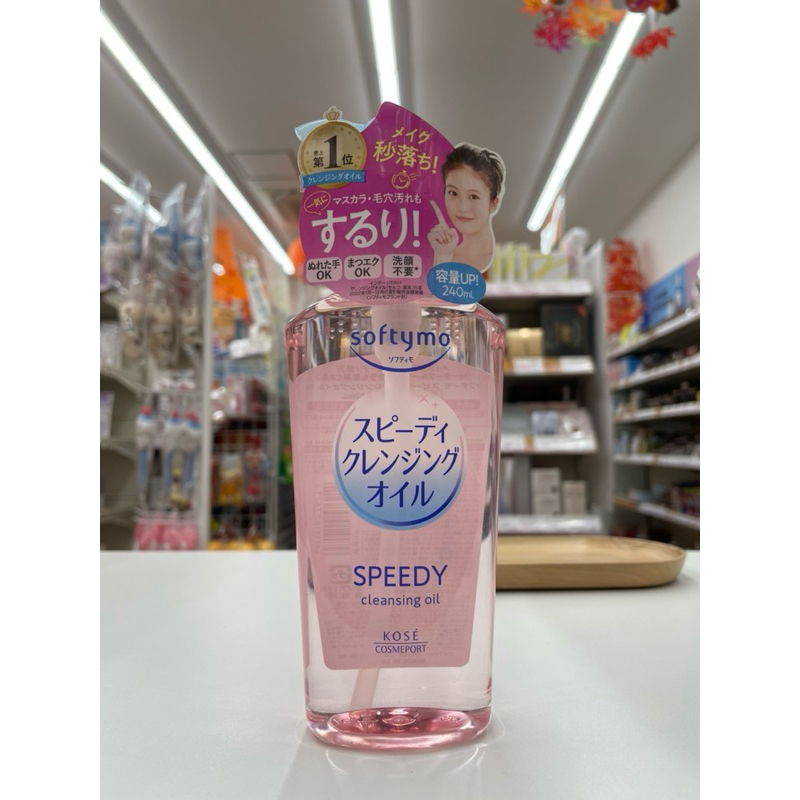 売上
第1位
クレンジングオイル
メイク
秒落ち!
一気に
マスカラ・毛穴汚れも
するり!
ぬれた手
OK
まつエク
OK
洗顔
不要*
容量UP!
240mL
softymo
ソフティモ
スピーディ
クレンジング
オイル
SPEEDY
cleansing oil
KOSÉ
COSMEPORT